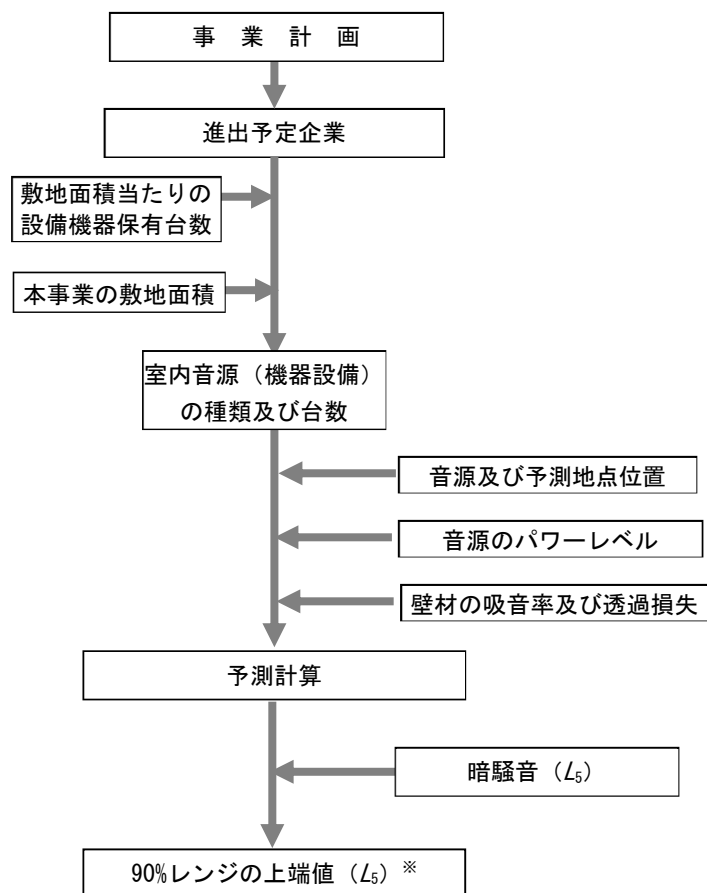 事　業　計　画
進出予定企業
敷地面積当たりの
設備機器保有台数
本事業の敷地面積
室内音源（機器設備）
の種類及び台数
音源及び予測地点位置
音源のパワーレベル
壁材の吸音率及び透過損失
予測計算
暗騒音（L₅）
90%レンジの上端値（L₅）※